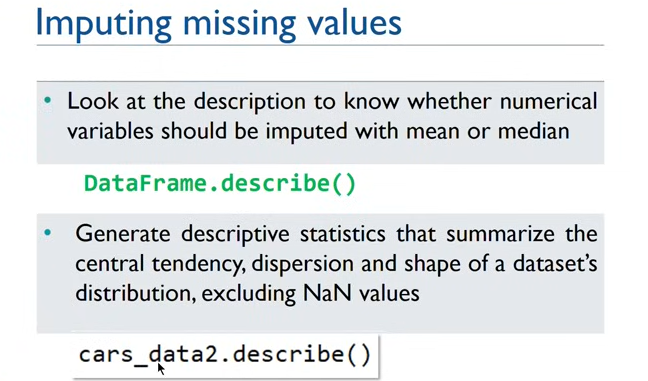 Imputing missing values
• Look at the description to know whether numerical
variables should be imputed with mean or median
DataFrame.describe()
• Generate descriptive statistics that summarize the
central tendency, dispersion and shape of a dataset's
distribution, excluding NaN values
cars_data2.describe()